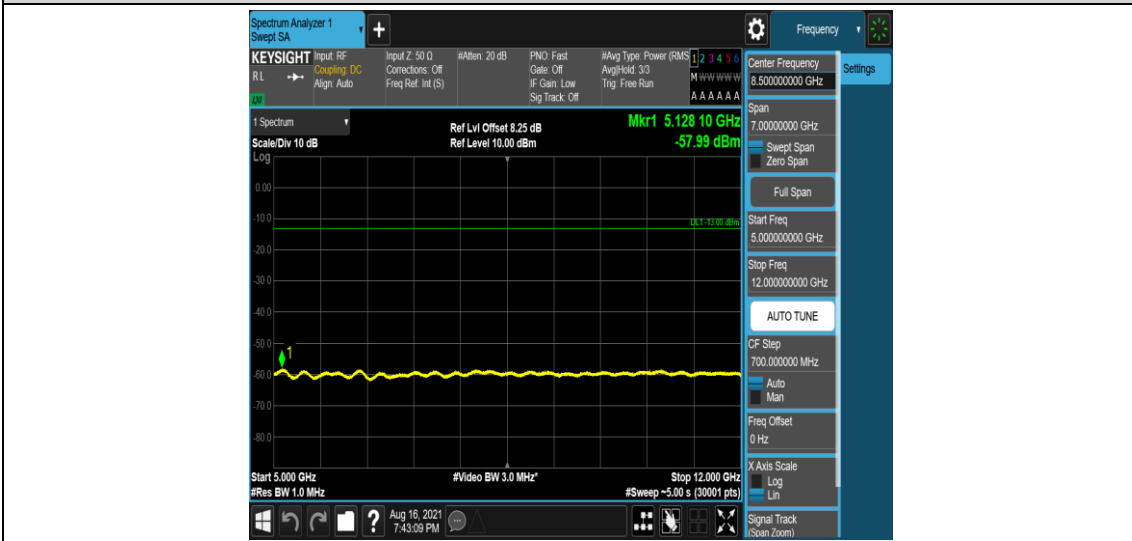 Spectrum Analyzer 1
Swept SA
+
Frequency
KEYSIGHT
Input: RF
Coupling: DC
Align: Auto
Input Z: 50 Ω
Corrections: Off
Freq Ref: Int (S)
#Atten: 20 dB
PNO: Fast
Gate: Off
IF Gain: Low
Sig Track: Off
#Avg Type: Power (RMS
Avg|Hold: 3/3
Trig: Free Run
1 2 3 4 5 6
M W W W W W
A A A A A A
R L
LXI
1 Spectrum
Scale/Div 10 dB
Log
Ref Lvl Offset 8.25 dB
Ref Level 10.00 dBm
Mkr1 5.128 10 GHz
-57.99 dBm
0.00
-10.0
DL1 -13.00 dBm
-20.0
-30.0
-40.0
-50.0
1
-60.0
-70.0
-80.0
Start 5.000 GHz
#Res BW 1.0 MHz
#Video BW 3.0 MHz*
Stop 12.000 GHz
#Sweep ~5.00 s (30001 pts)
?
Aug 16, 2021
7:43:09 PM
Center Frequency
8.500000000 GHz
Settings
Span
7.00000000 GHz
Swept Span
Zero Span
Full Span
Start Freq
5.000000000 GHz
Stop Freq
12.000000000 GHz
AUTO TUNE
CF Step
700.000000 MHz
Auto
Man
Freq Offset
0 Hz
X Axis Scale
Log
Lin
Signal Track
(Span Zoom)